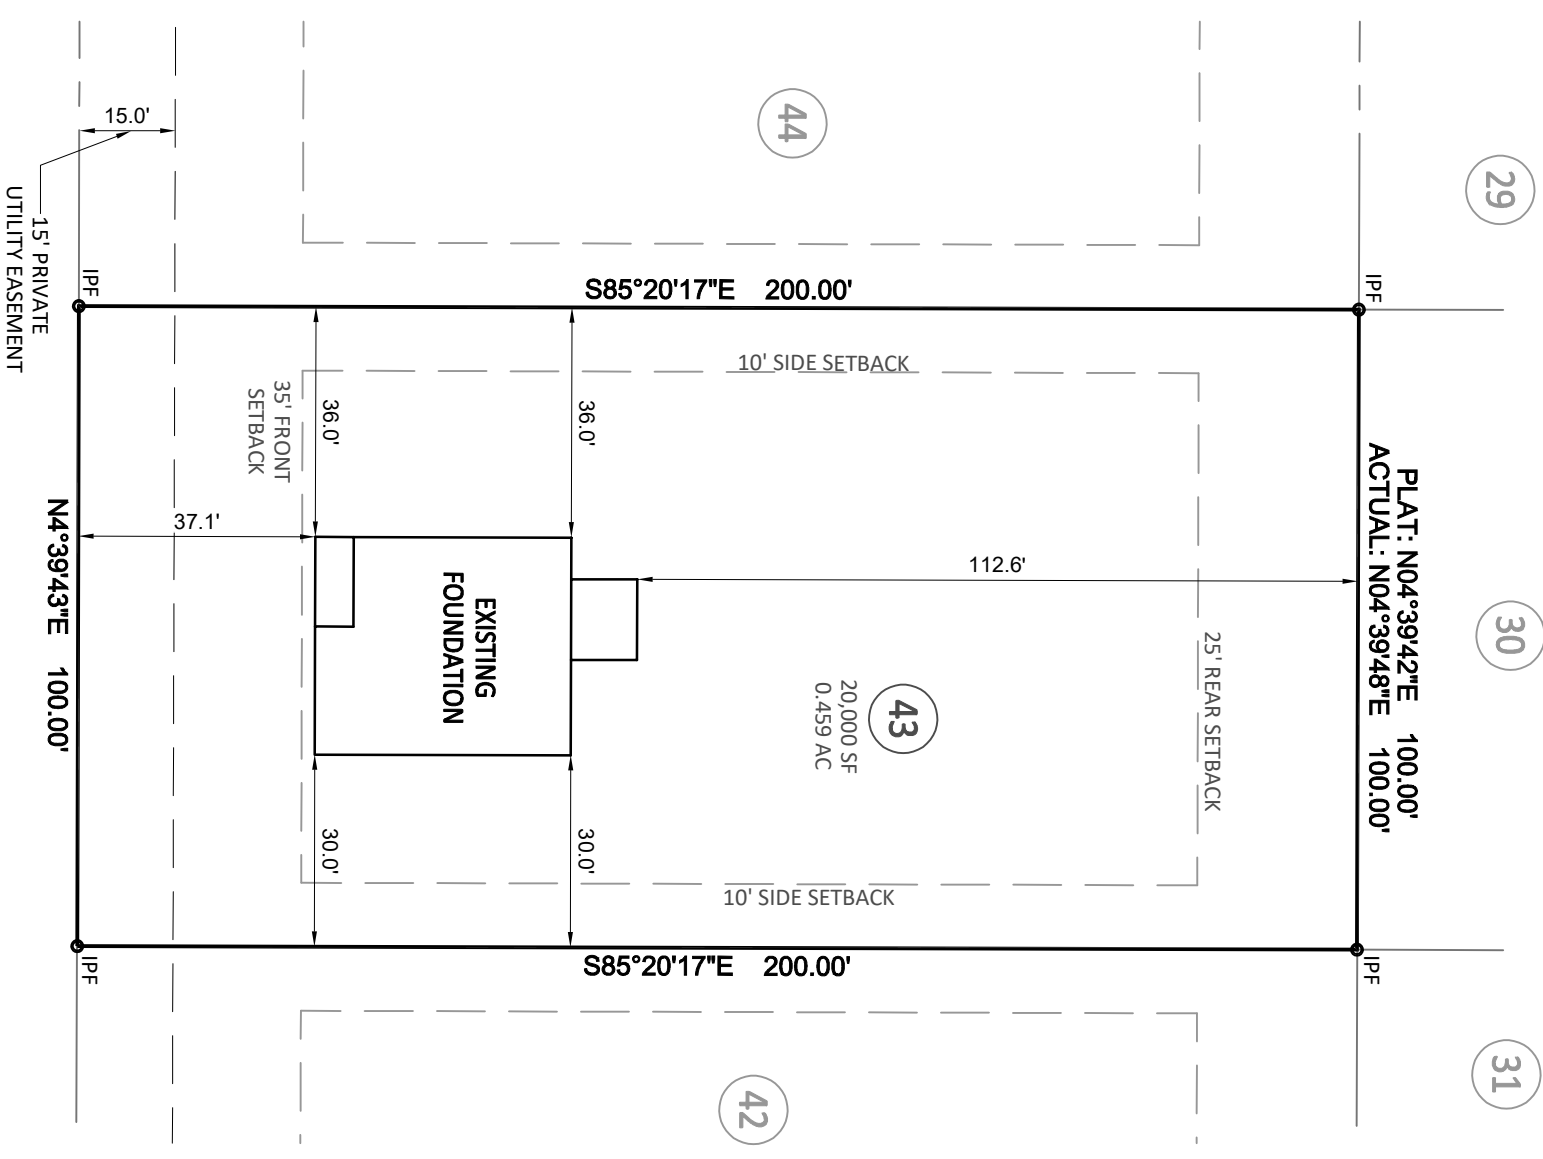 44
29
15.0'
15' PRIVATE
UTILITY EASEMENT
IPF
S85°20'17"E 200.00'
IPF
10' SIDE SETBACK
35' FRONT
SETBACK
36.0'
36.0'
PLAT: N04°39'42"E 100.00'
ACTUAL: N04°39'48"E 100.00'
30
37.1'
112.6'
N4°39'43"E 100.00'
EXISTING
FOUNDATION
43
20,000 SF
0.459 AC
25' REAR SETBACK
30.0'
30.0'
10' SIDE SETBACK
IPF
S85°20'17"E 200.00'
IPF
42
31